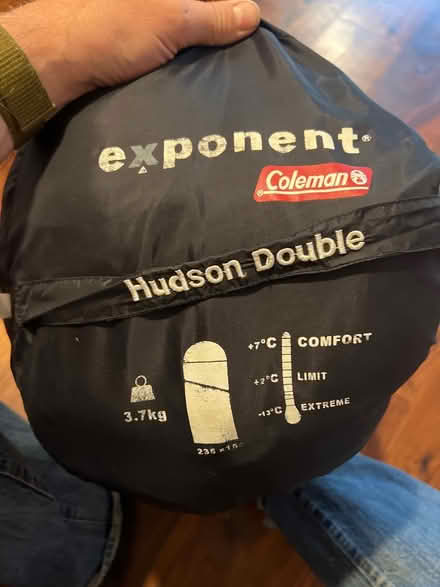 exponent®
Coleman
Hudson Double
+7°C COMFORT
+2°C LIMIT
-13°C EXTREME
3.7kg